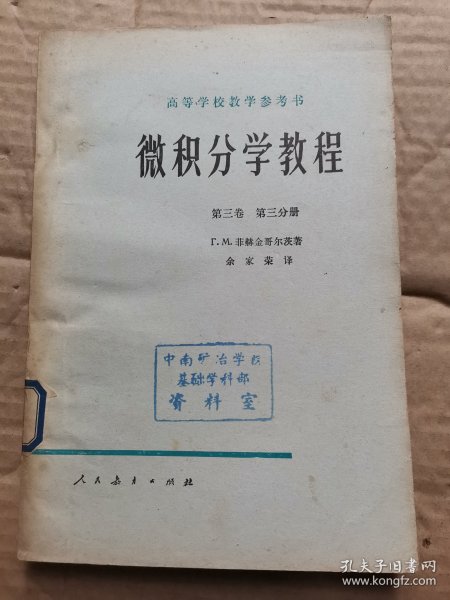 高等学校教学参考书
微积分学教程
第三卷 第三分册
Г.М.菲赫金哥尔茨著
余家荣译
中南矿冶学院
基础学科部
资料室
人民教育出版社
孔夫子旧书网
www.kongfz.com